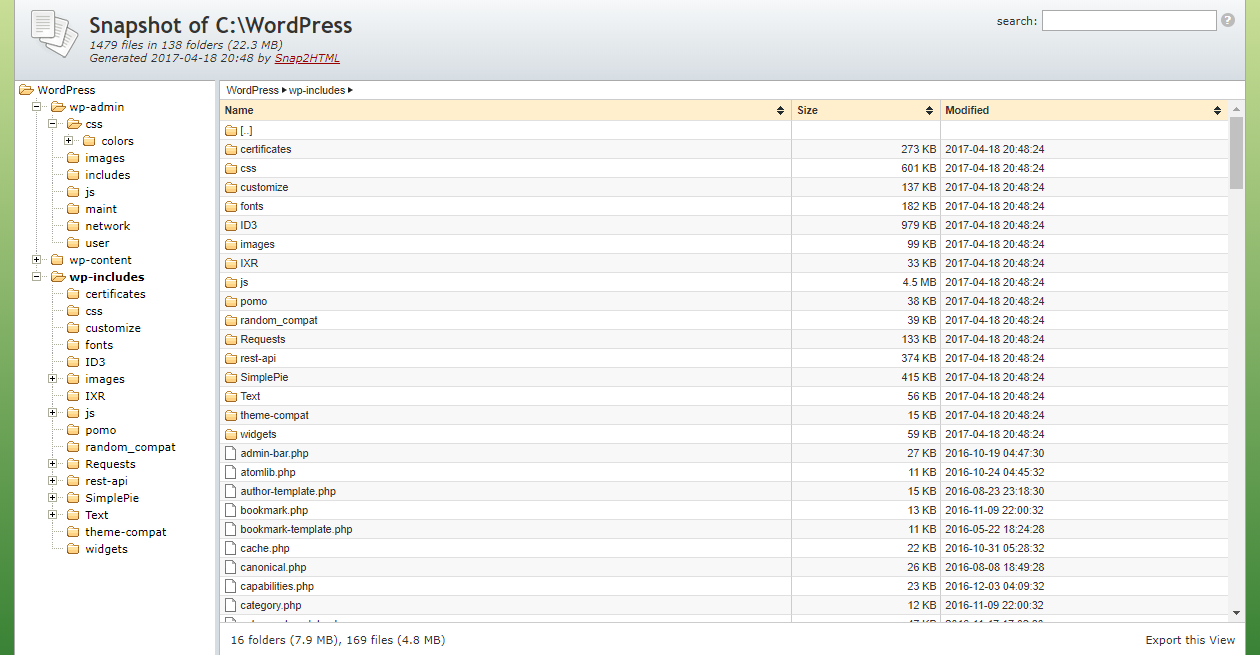 Snapshot of C:\WordPress
1479 files in 138 folders (22.3 MB)
Generated 2017-04-18 20:48 by Snap2HTML
search:
?
WordPress
wp-admin
css
colors
images
includes
js
maint
network
user
wp-content
wp-includes
certificates
css
customize
fonts
ID3
images
IXR
js
pomo
random_compat
Requests
rest-api
SimplePie
Text
theme-compat
widgets
WordPress wp-includes
Name Size Modified
[..]
certificates 273 KB 2017-04-18 20:48:24
css 601 KB 2017-04-18 20:48:24
customize 137 KB 2017-04-18 20:48:24
fonts 182 KB 2017-04-18 20:48:24
ID3 979 KB 2017-04-18 20:48:24
images 99 KB 2017-04-18 20:48:24
IXR 33 KB 2017-04-18 20:48:24
js 4.5 MB 2017-04-18 20:48:24
pomo 38 KB 2017-04-18 20:48:24
random_compat 39 KB 2017-04-18 20:48:24
Requests 133 KB 2017-04-18 20:48:24
rest-api 374 KB 2017-04-18 20:48:24
SimplePie 415 KB 2017-04-18 20:48:24
Text 56 KB 2017-04-18 20:48:24
theme-compat 15 KB 2017-04-18 20:48:24
widgets 59 KB 2017-04-18 20:48:24
admin-bar.php 27 KB 2016-10-19 04:47:30
atomlib.php 11 KB 2016-10-24 04:45:32
author-template.php 15 KB 2016-08-23 23:18:30
bookmark.php 13 KB 2016-11-09 22:00:32
bookmark-template.php 11 KB 2016-05-22 18:24:28
cache.php 22 KB 2016-10-31 05:28:32
canonical.php 26 KB 2016-08-08 18:49:28
capabilities.php 23 KB 2016-12-03 04:09:32
category.php 12 KB 2016-11-09 22:00:32
16 folders (7.9 MB), 169 files (4.8 MB)
Export this View